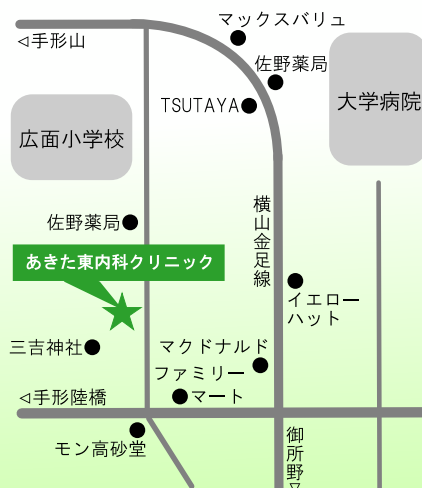 マックスバリュ
◁手形山
佐野薬局
TSUTAYA
大学病院
広面小学校
横山金足線
佐野薬局
あきた東内科クリニック
イエロー
ハット
三吉神社
マクドナルド
ファミリー
マート
◁手形陸橋
モン高砂堂
御所野